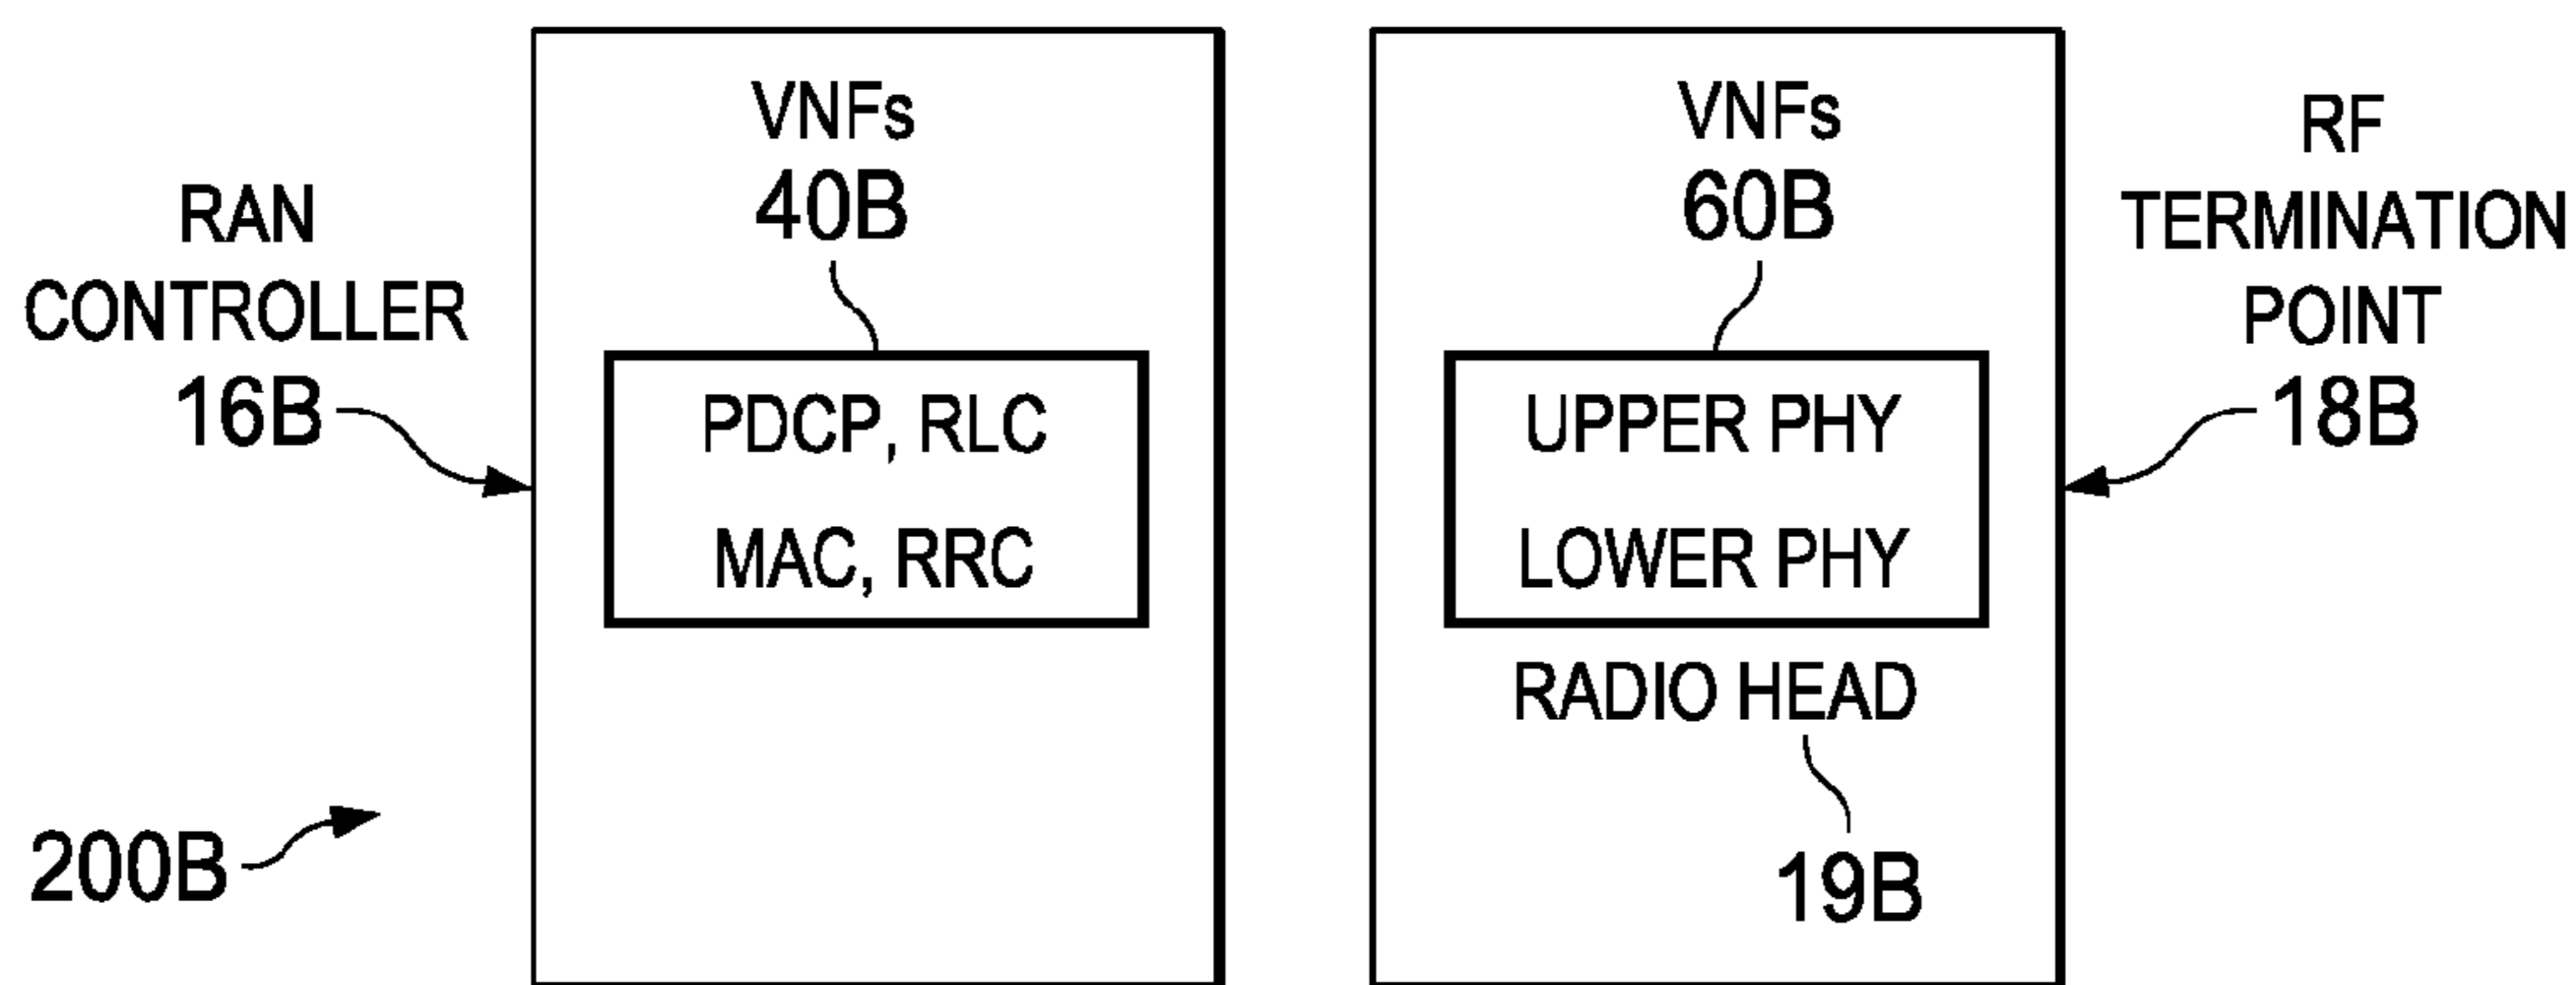 RAN
CONTROLLER
16B
200B
VNFs
40B
PDCP, RLC
MAC, RRC
VNFs
60B
UPPER PHY
LOWER PHY
RADIO HEAD
19B
RF
TERMINATION
POINT
18B